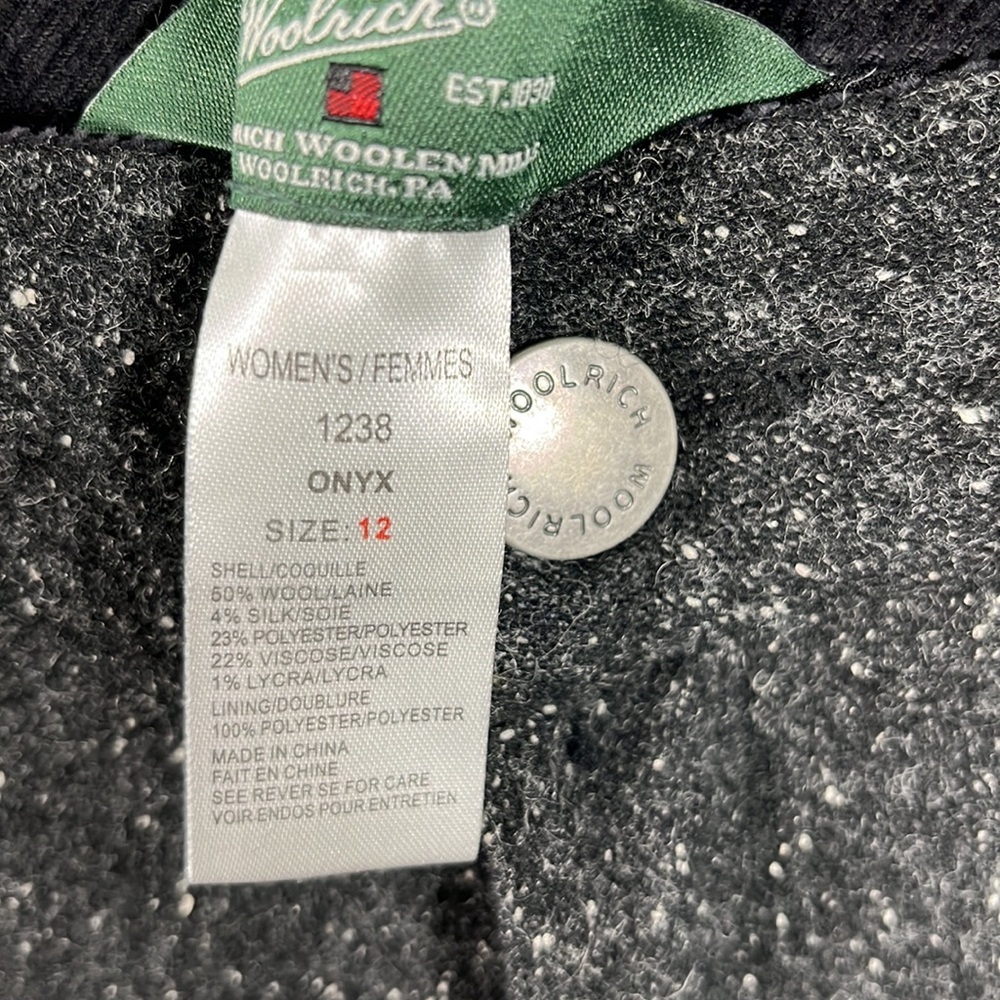 Woolrich ®
EST. 1830
RICH WOOLEN MILLS
WOOLRICH, PA
WOMEN'S / FEMMES
1238
ONYX
SIZE: 12
SHELL/COQUILLE
50% WOOL/LAINE
4% SILK/SOIE
23% POLYESTER/POLYESTER
22% VISCOSE/VISCOSE
1% LYCRA/LYCRA
LINING/DOUBLURE
100% POLYESTER/POLYESTER
MADE IN CHINA
FAIT EN CHINE
SEE REVERSE FOR CARE
VOIR ENDOS POUR ENTRETIEN
WOOLRICH
WOOLRICH